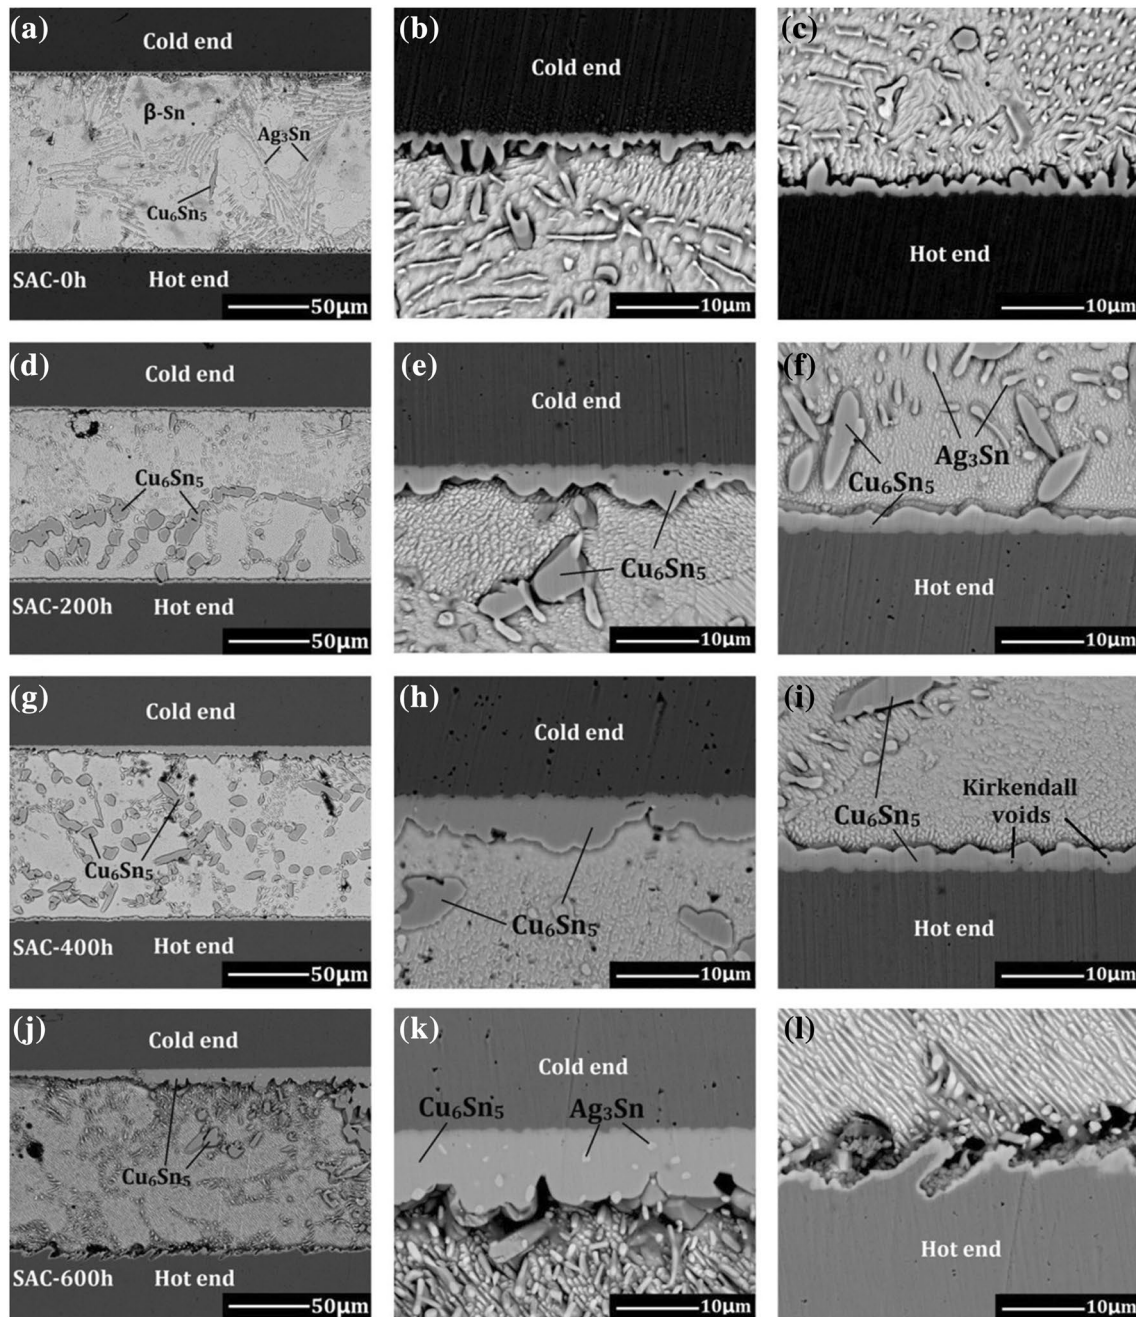 (a)
Cold end
β-Sn
Ag₃Sn
Cu₆Sn₅
SAC-0h
Hot end
50μm
(b)
Cold end
10μm
(c)
Hot end
10μm
(d)
Cold end
Cu₆Sn₅
SAC-200h
Hot end
50μm
(e)
Cold end
Cu₆Sn₅
10μm
(f)
Ag₃Sn
Cu₆Sn₅
Hot end
10μm
(g)
Cold end
Cu₆Sn₅
SAC-400h
Hot end
50μm
(h)
Cold end
Cu₆Sn₅
10μm
(i)
Kirkendall
voids
Cu₆Sn₅
Hot end
10μm
(j)
Cold end
Cu₆Sn₅
SAC-600h
Hot end
50μm
(k)
Cold end
Cu₆Sn₅
Ag₃Sn
10μm
(l)
Hot end
10μm